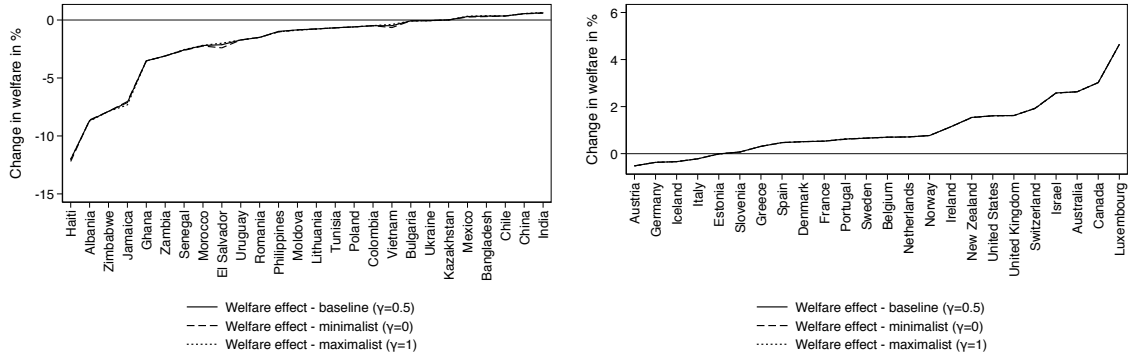 Change in welfare in %
0
-5
-10
-15
Haiti
Albania
Zimbabwe
Jamaica
Ghana
Zambia
Senegal
Morocco
El Salvador
Uruguay
Romania
Philippines
Moldova
Lithuania
Tunisia
Poland
Colombia
Vietnam
Bulgaria
Ukraine
Kazakhstan
Mexico
Bangladesh
Chile
China
India
Welfare effect - baseline (γ=0.5)
Welfare effect - minimalist (γ=0)
Welfare effect - maximalist (γ=1)
Change in welfare in %
6
4
2
0
Austria
Germany
Iceland
Italy
Estonia
Slovenia
Greece
Spain
Denmark
France
Portugal
Sweden
Belgium
Netherlands
Norway
Ireland
New Zealand
United States
United Kingdom
Switzerland
Israel
Australia
Canada
Luxembourg
Welfare effect - baseline (γ=0.5)
Welfare effect - minimalist (γ=0)
Welfare effect - maximalist (γ=1)